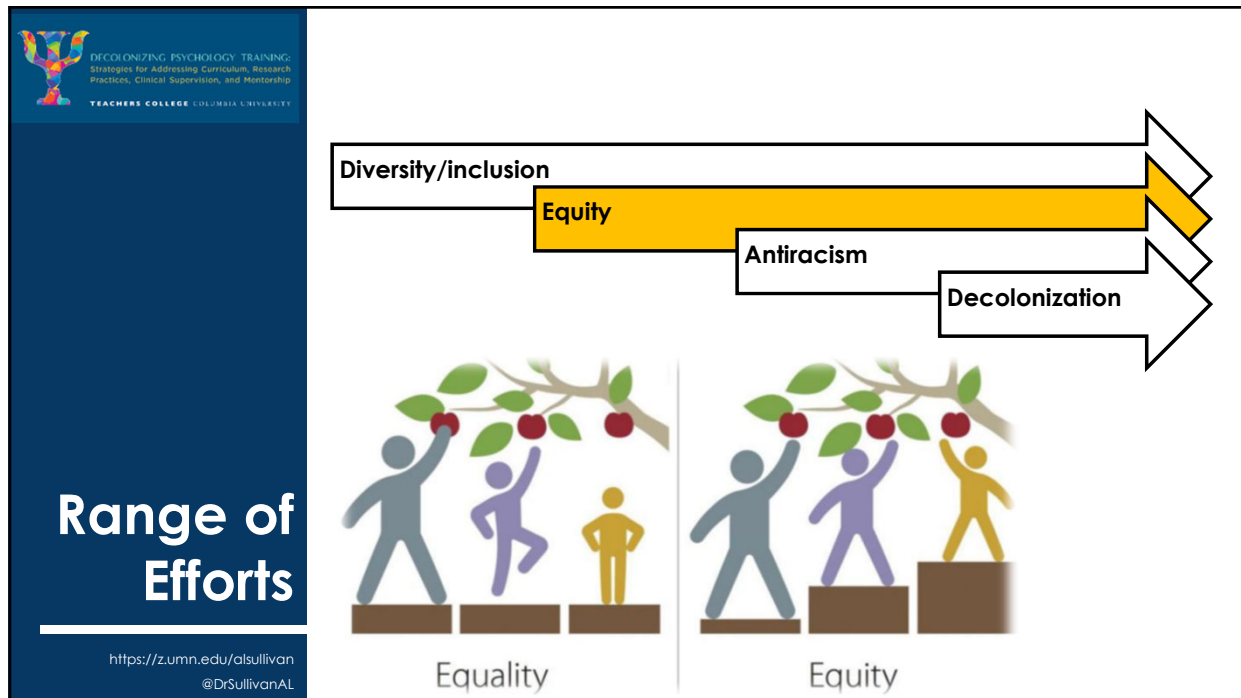 DECOLONIZING PSYCHOLOGY TRAINING:
Strategies for Addressing Curriculum, Research
Practices, Clinical Supervision, and Mentorship
TEACHERS COLLEGE COLUMBIA UNIVERSITY
Diversity/inclusion
Equity
Antiracism
Decolonization
Range of
Efforts
https://z.umn.edu/alsullivan
@DrSullivanAL
Equality
Equity